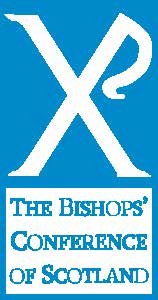 THE BISHOPS’
CONFERENCE
OF SCOTLAND